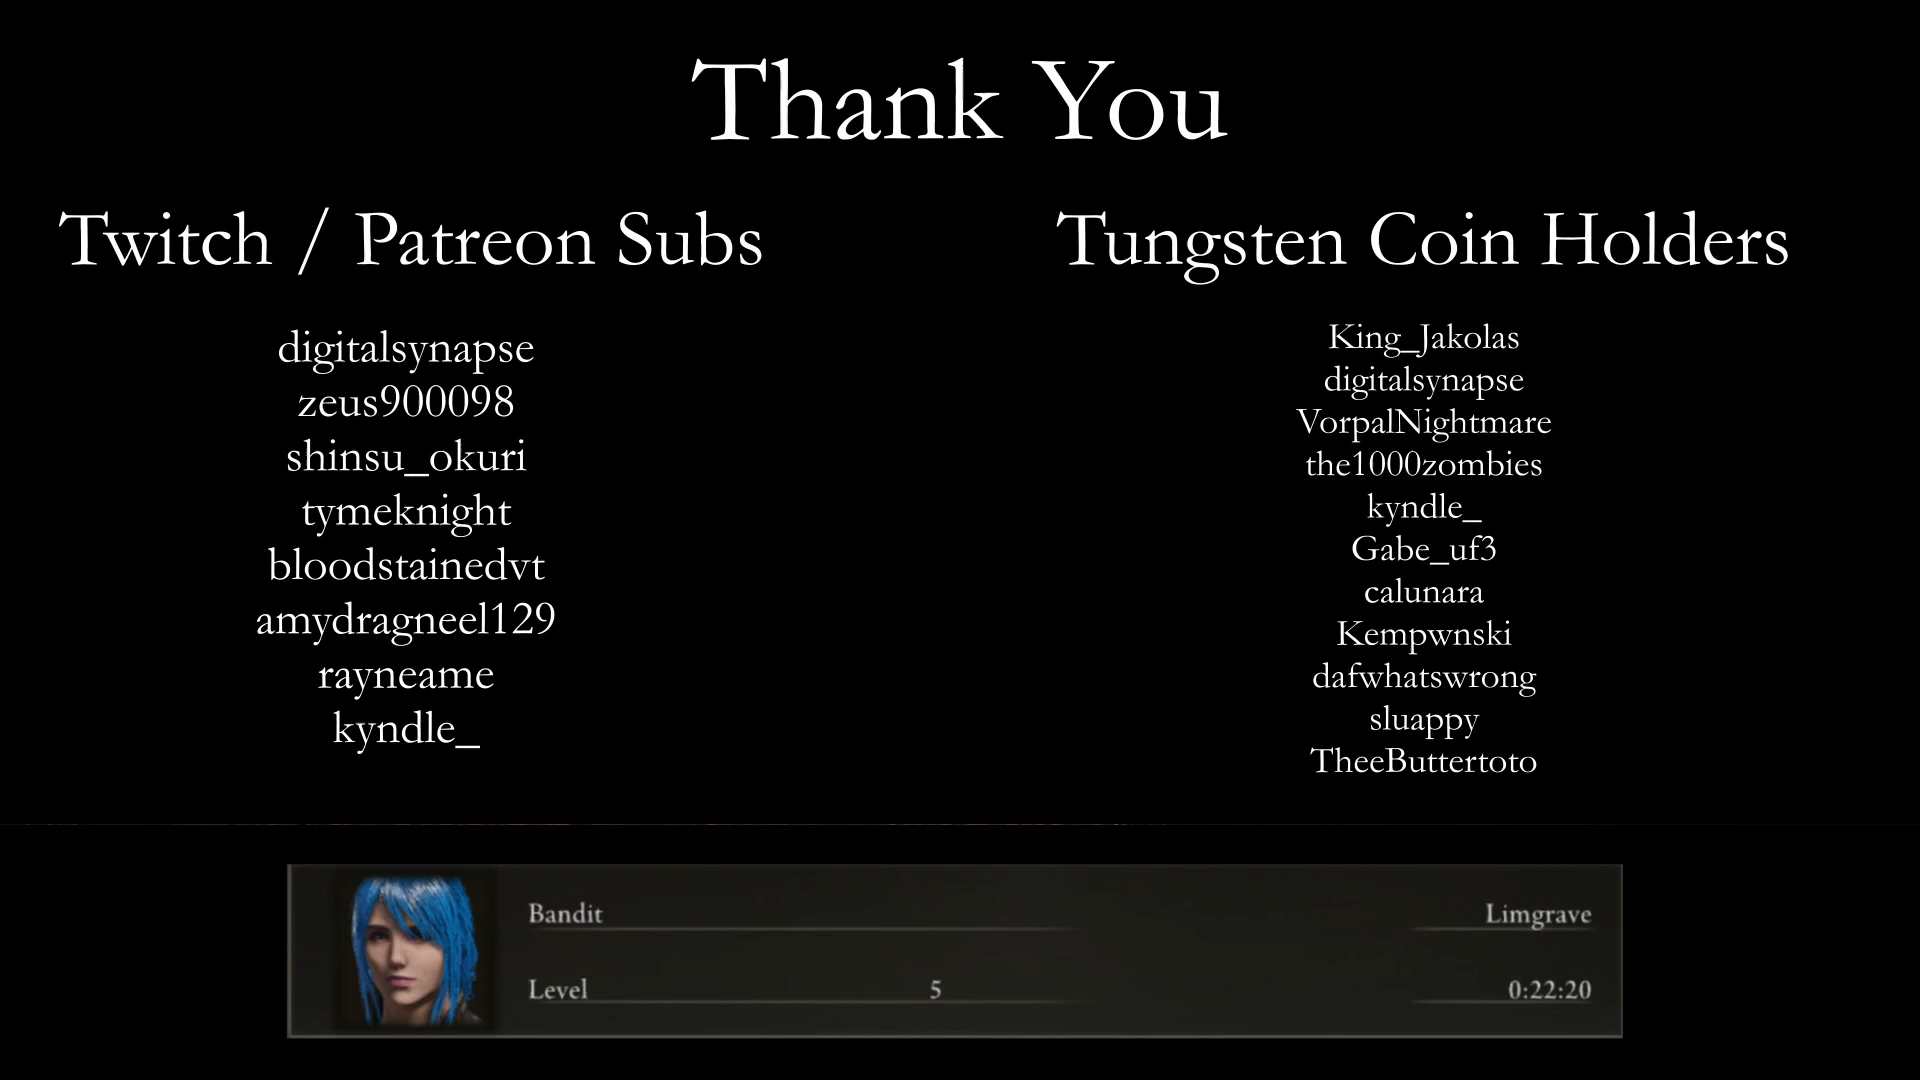 Thank You
Twitch / Patreon Subs
digitalsynapse
zeus900098
shinsu_okuri
tymeknight
bloodstainedvt
amydragneel129
rayneame
kyndle_
Tungsten Coin Holders
King_Jakolas
digitalsynapse
VorpalNightmare
the1000zombies
kyndle_
Gabe_uf3
calunara
Kempwnski
dafwhatswrong
sluappy
TheeButtertoto
Bandit
Limgrave
Level 5
0:22:20